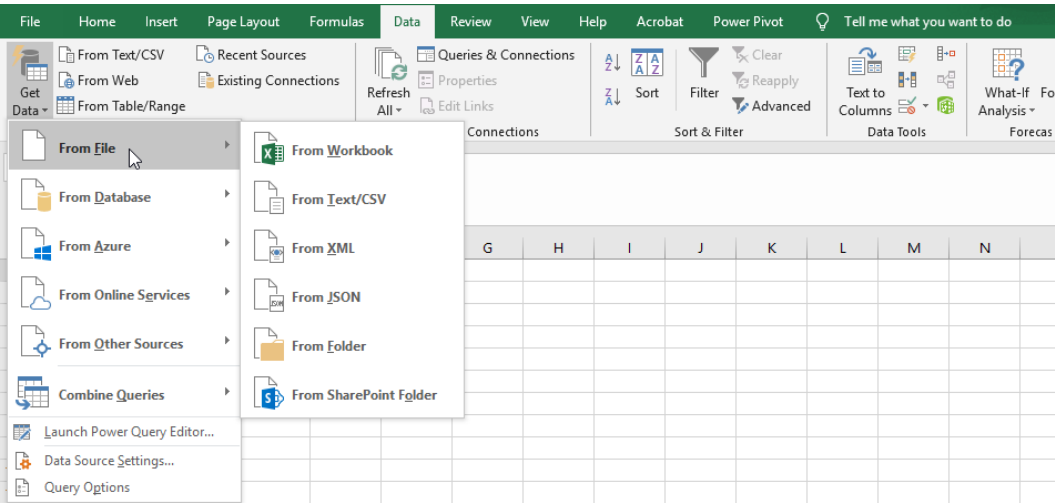 File Home Insert Page Layout Formulas Data Review View Help Acrobat Power Pivot Tell me what you want to do
Get Data
From Text/CSV
From Web
From Table/Range
Recent Sources
Existing Connections
Refresh All
Queries & Connections
Properties
Edit Links
Connections
Sort
Filter
Clear
Reapply
Advanced
Sort & Filter
Text to Columns
Data Tools
What-If Analysis
Fo
Forecas
From File
From Database
From Azure
From Online Services
From Other Sources
Combine Queries
Launch Power Query Editor...
Data Source Settings...
Query Options
From Workbook
From Text/CSV
From XML
From JSON
From Folder
From SharePoint Folder
G H I J K L M N